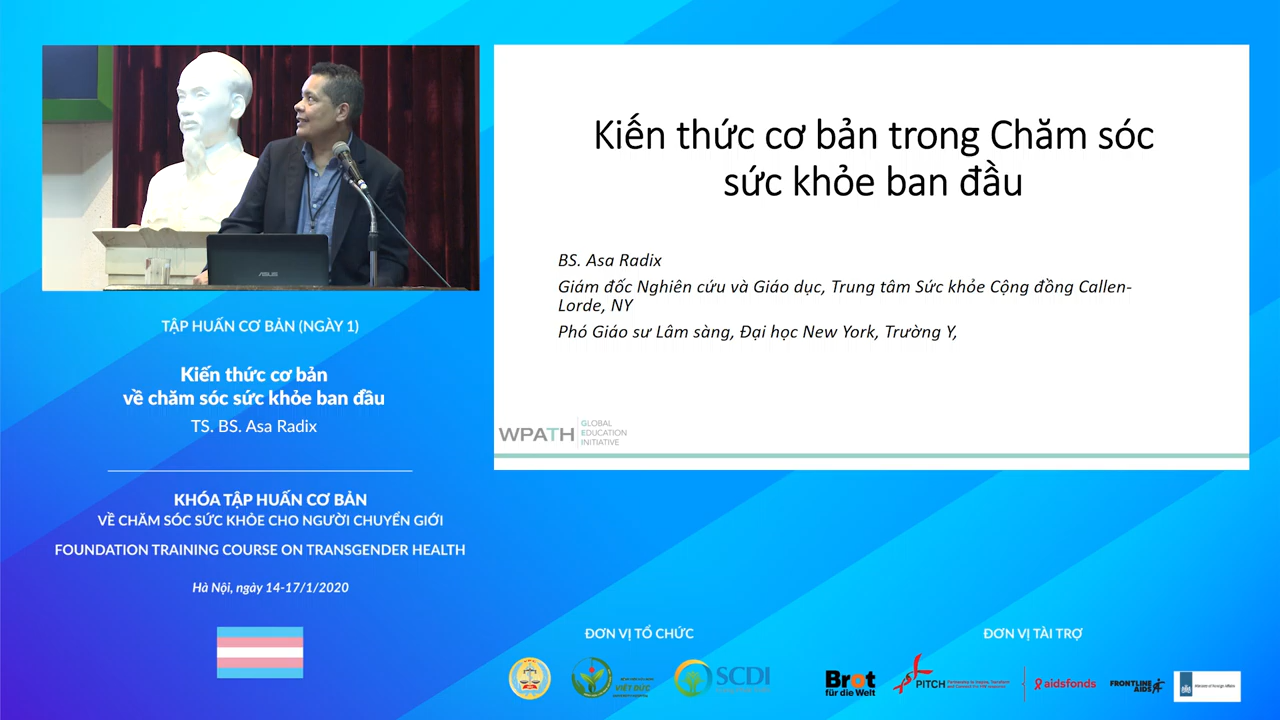 ASUS
TẬP HUẤN CƠ BẢN (NGÀY 1)
Kiến thức cơ bản
về chăm sóc sức khỏe ban đầu
TS. BS. Asa Radix
KHÓA TẬP HUẤN CƠ BẢN
VỀ CHĂM SÓC SỨC KHỎE CHO NGƯỜI CHUYỂN GIỚI
FOUNDATION TRAINING COURSE ON TRANSGENDER HEALTH
Hà Nội, ngày 14-17/1/2020
Kiến thức cơ bản trong Chăm sóc
sức khỏe ban đầu
BS. Asa Radix
Giám đốc Nghiên cứu và Giáo dục, Trung tâm Sức khỏe Cộng đồng Callen-
Lorde, NY
Phó Giáo sư Lâm sàng, Đại học New York, Trường Y,
WPATH
GLOBAL
EDUCATION
INITIATIVE
ĐƠN VỊ TỔ CHỨC
VIỆT ĐỨC
SCDI
ĐƠN VỊ TÀI TRỢ
Brot
für die Welt
PITCH
aidsfonds
FRONTLINE
AIDS
Ministry of Foreign Affairs